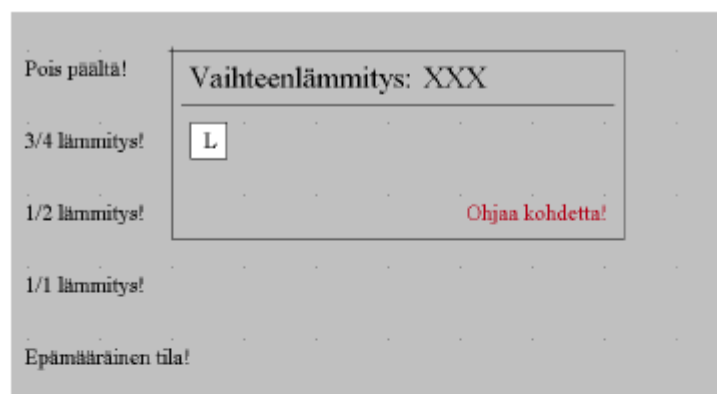 Pois päältä!
Vaihteenlämmitys: XXX
3/4 lämmitys!
L
1/2 lämmitys!
Ohjaa kohdetta!
1/1 lämmitys!
Epämääräinen tila!